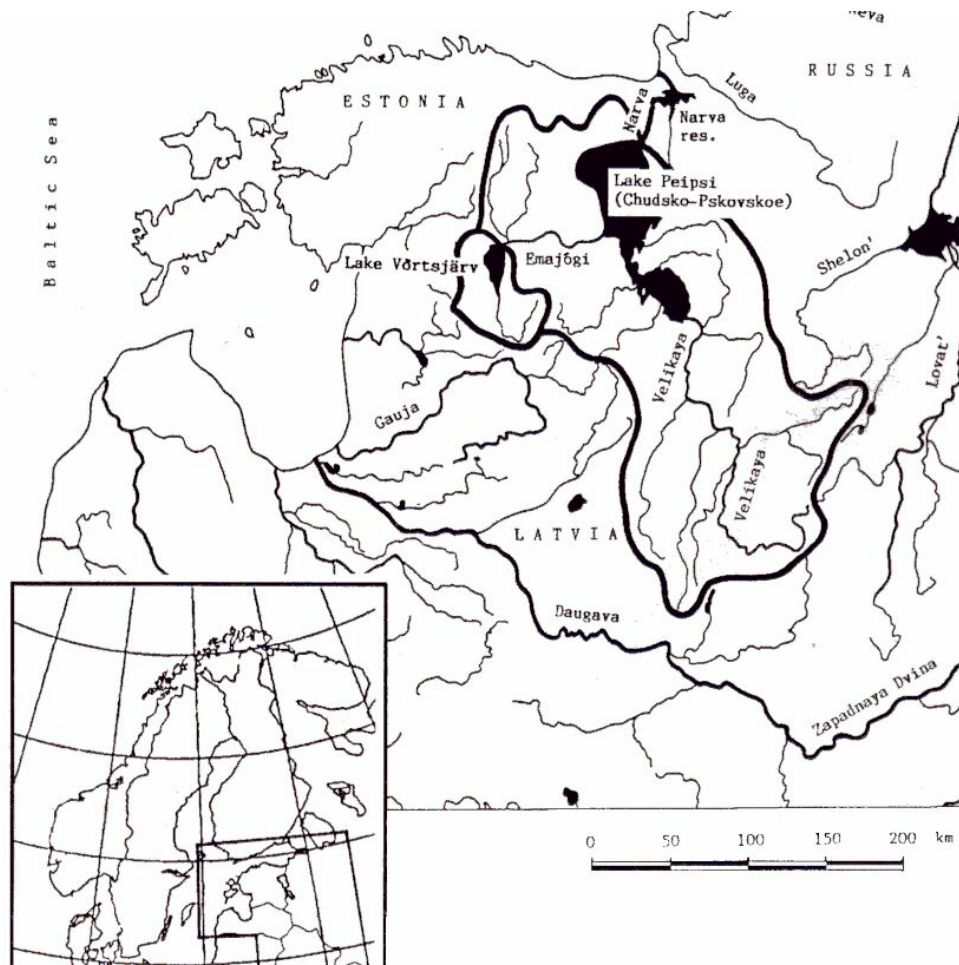 Neva
RUSSIA
Luga
ESTONIA
Narva
Narva
res.
Baltic Sea
Lake Peipsi
(Chudsko-Pskovskoe)
Shelon'
Lake Võrtsjärv
Emajõgi
Lovat'
Velikaya
Gauja
Velikaya
LATVIA
Daugava
Zapadnaya Dvina
0 50 100 150 200 km